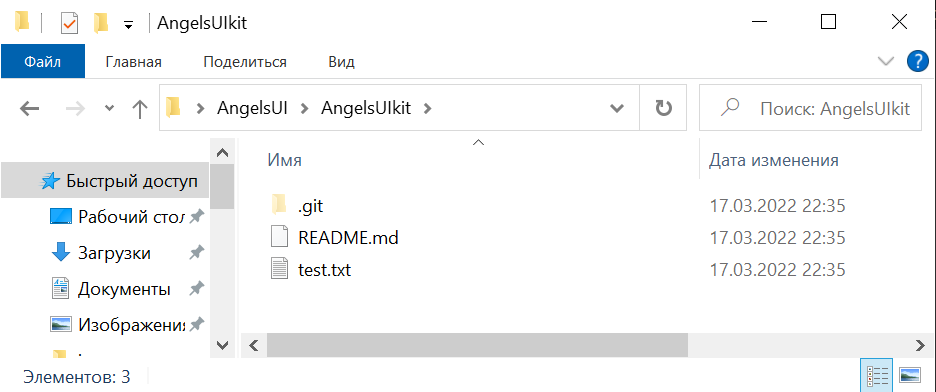 AngelsUIkit
Файл Главная Поделиться Вид
AngelsUI AngelsUIkit Поиск: AngelsUIkit
Имя Дата изменения
Быстрый доступ
Рабочий стол
Загрузки
Документы
Изображения
.git 17.03.2022 22:35
README.md 17.03.2022 22:35
test.txt 17.03.2022 22:35
Элементов: 3